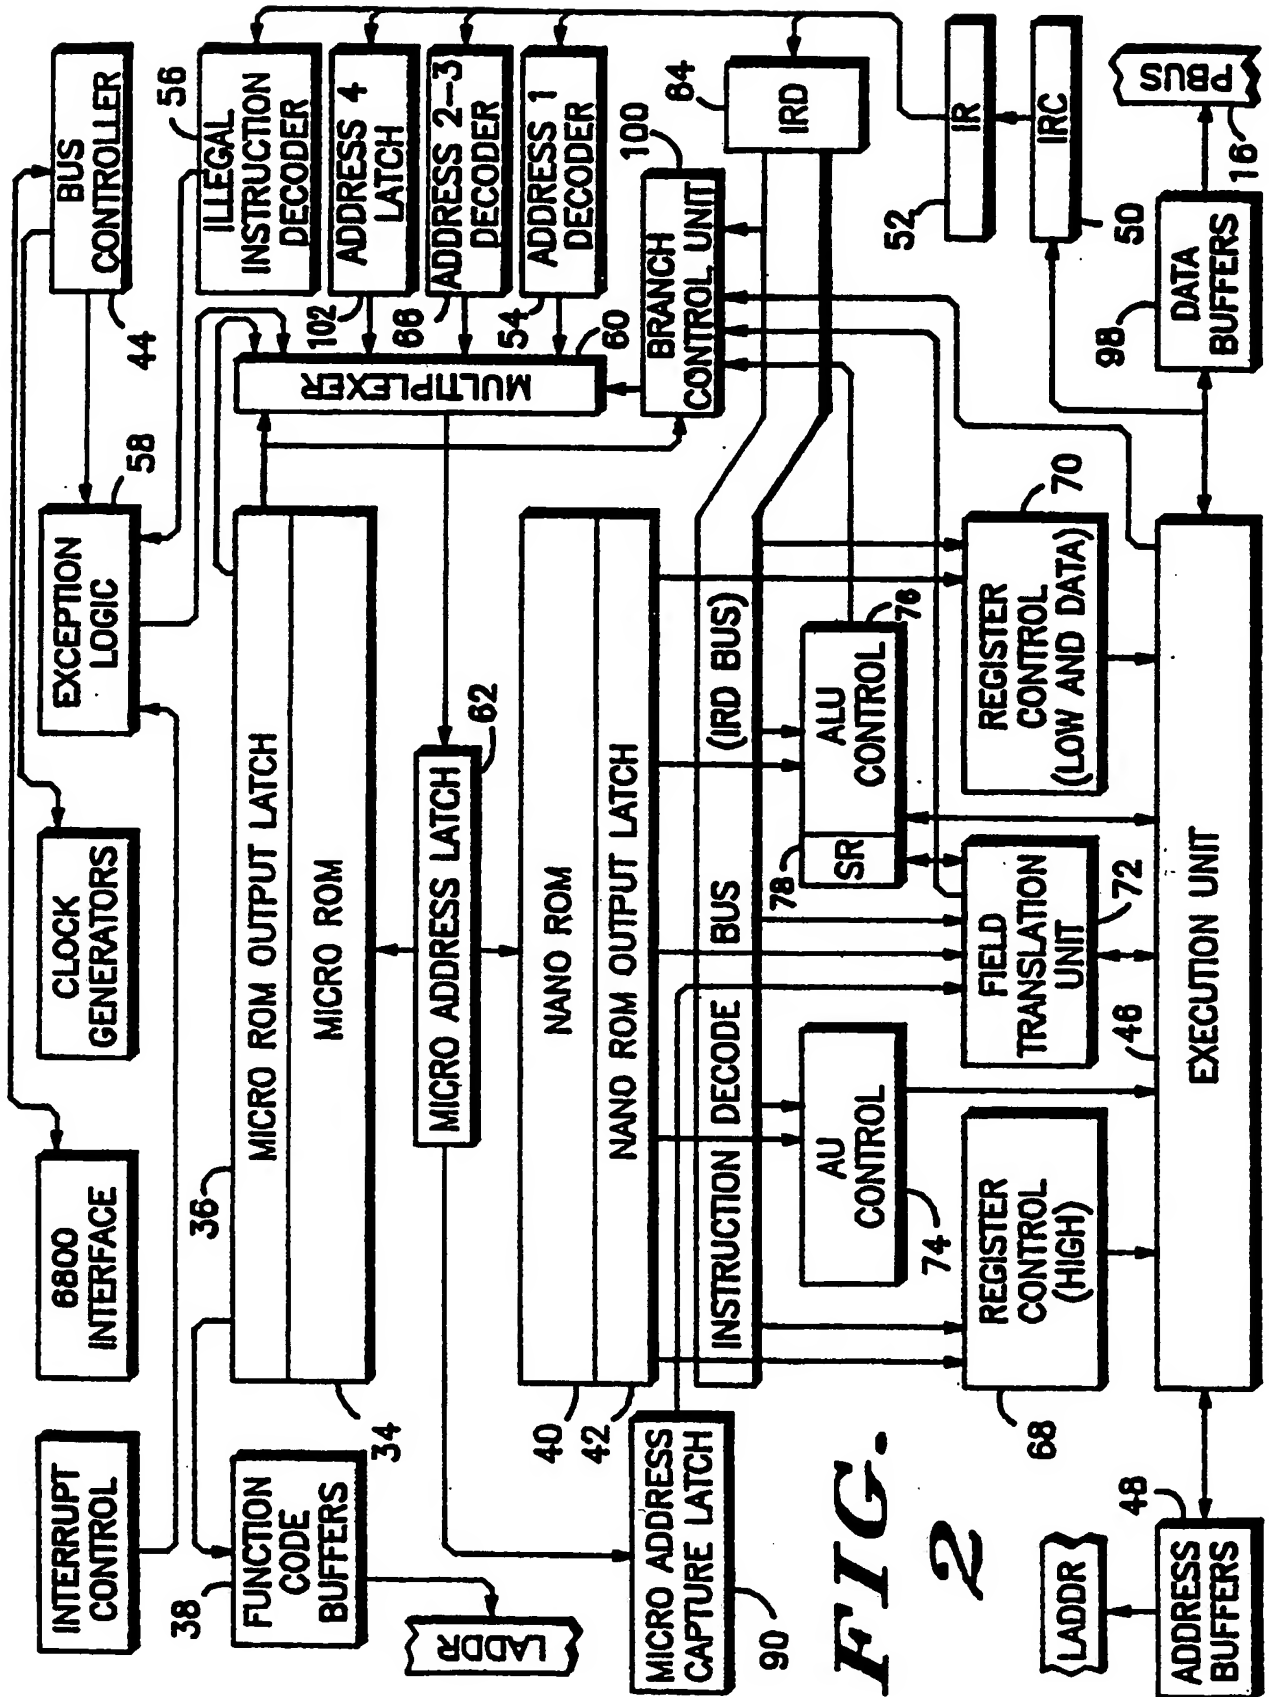 INTERRUPT
CONTROL
6800
INTERFACE
CLOCK
GENERATORS
EXCEPTION
LOGIC
58
BUS
CONTROLLER
44
38
FUNCTION
CODE
BUFFERS
LADDR
36
MICRO ROM OUTPUT LATCH
MICRO ROM
34
MULTIPLEXER
60
56
ILLEGAL
INSTRUCTION
DECODER
102
ADDRESS 4
LATCH
66
ADDRESS 2-3
DECODER
54
ADDRESS 1
DECODER
MICRO ADDRESS LATCH
62
40
NANO ROM
42
NANO ROM OUTPUT LATCH
MICRO ADDRESS
CAPTURE LATCH
90
INSTRUCTION DECODE BUS (IRD BUS)
BRANCH
CONTROL UNIT
100
64
IRD
AU
CONTROL
74
78
SR
ALU
CONTROL
76
68
REGISTER
CONTROL
(HIGH)
FIELD
TRANSLATION
UNIT
72
REGISTER
CONTROL
(LOW AND DATA)
70
52
IR
IRC
50
FIG. 2
LADDR
48
ADDRESS
BUFFERS
46
EXECUTION UNIT
98
DATA
BUFFERS
PBUS
16